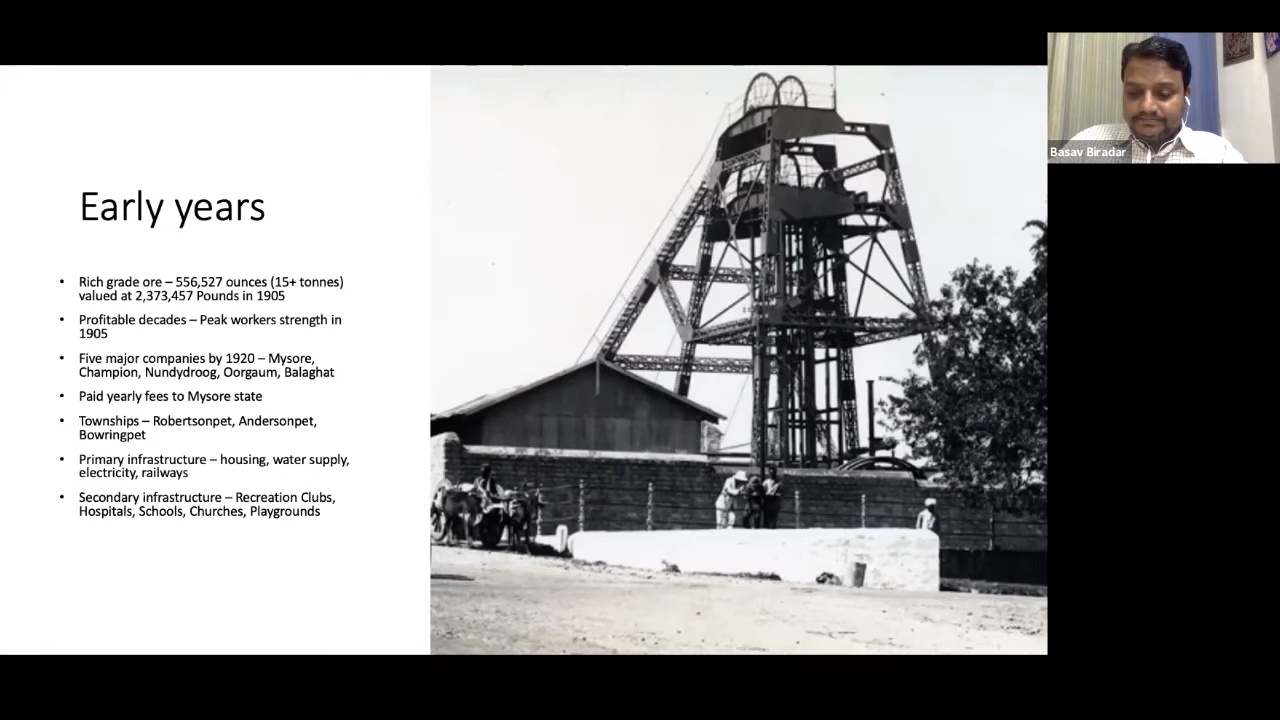 Early years
• Rich grade ore – 556,527 ounces (15+ tonnes)
valued at 2,373,457 Pounds in 1905
• Profitable decades – Peak workers strength in
1905
• Five major companies by 1920 – Mysore,
Champion, Nundydroog, Oorgaum, Balaghat
• Paid yearly fees to Mysore state
• Townships – Robertsonpet, Andersonpet,
Bowringpet
• Primary infrastructure – housing, water supply,
electricity, railways
• Secondary infrastructure – Recreation Clubs,
Hospitals, Schools, Churches, Playgrounds
Basav Biradar